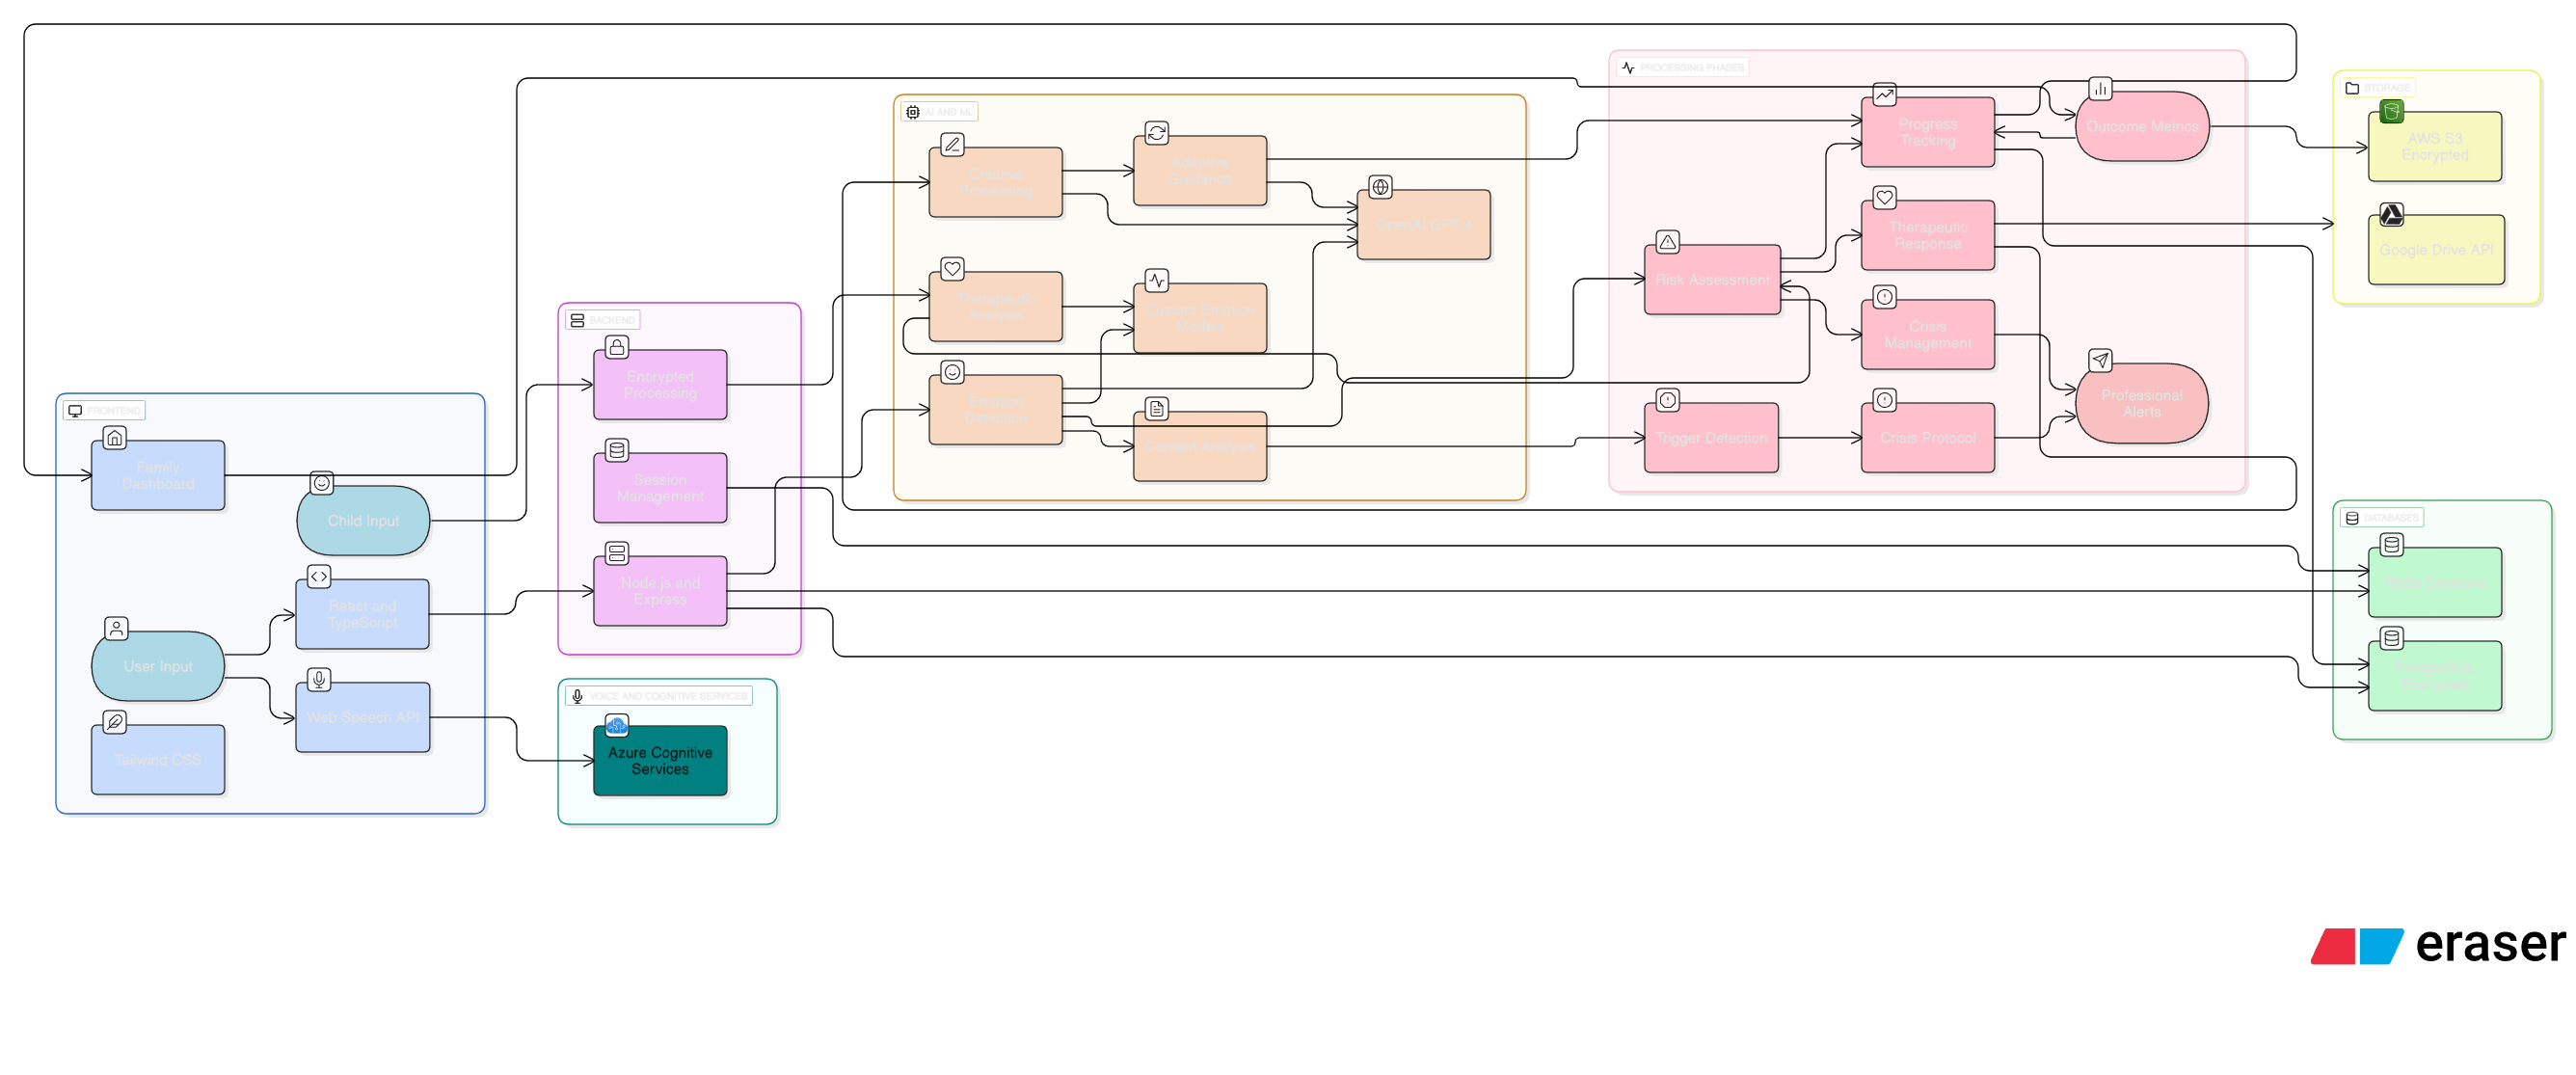 PROCESSING PHASES
STORAGE
AI AND ML
Progress
Tracking
Outcome Metrics
AWS S3
Encrypted
Creative
Processing
Adaptive
Guidance
OpenAI GPT-4
Therapeutic
Response
Google Drive API
Risk Assessment
Therapeutic
Analysis
Custom Emotion
Models
BACKEND
Crisis
Management
Encrypted
Processing
Professional
Alerts
FRONTEND
Emotion
Detection
Content Analysis
Trigger Detection
Crisis Protocol
Family
Dashboard
Session
Management
Child Input
DATABASES
Node.js and
Express
React and
TypeScript
User Input
Web Speech API
VOICE AND COGNITIVE SERVICES
Azure Cognitive
Services
Tailwind CSS
eraser